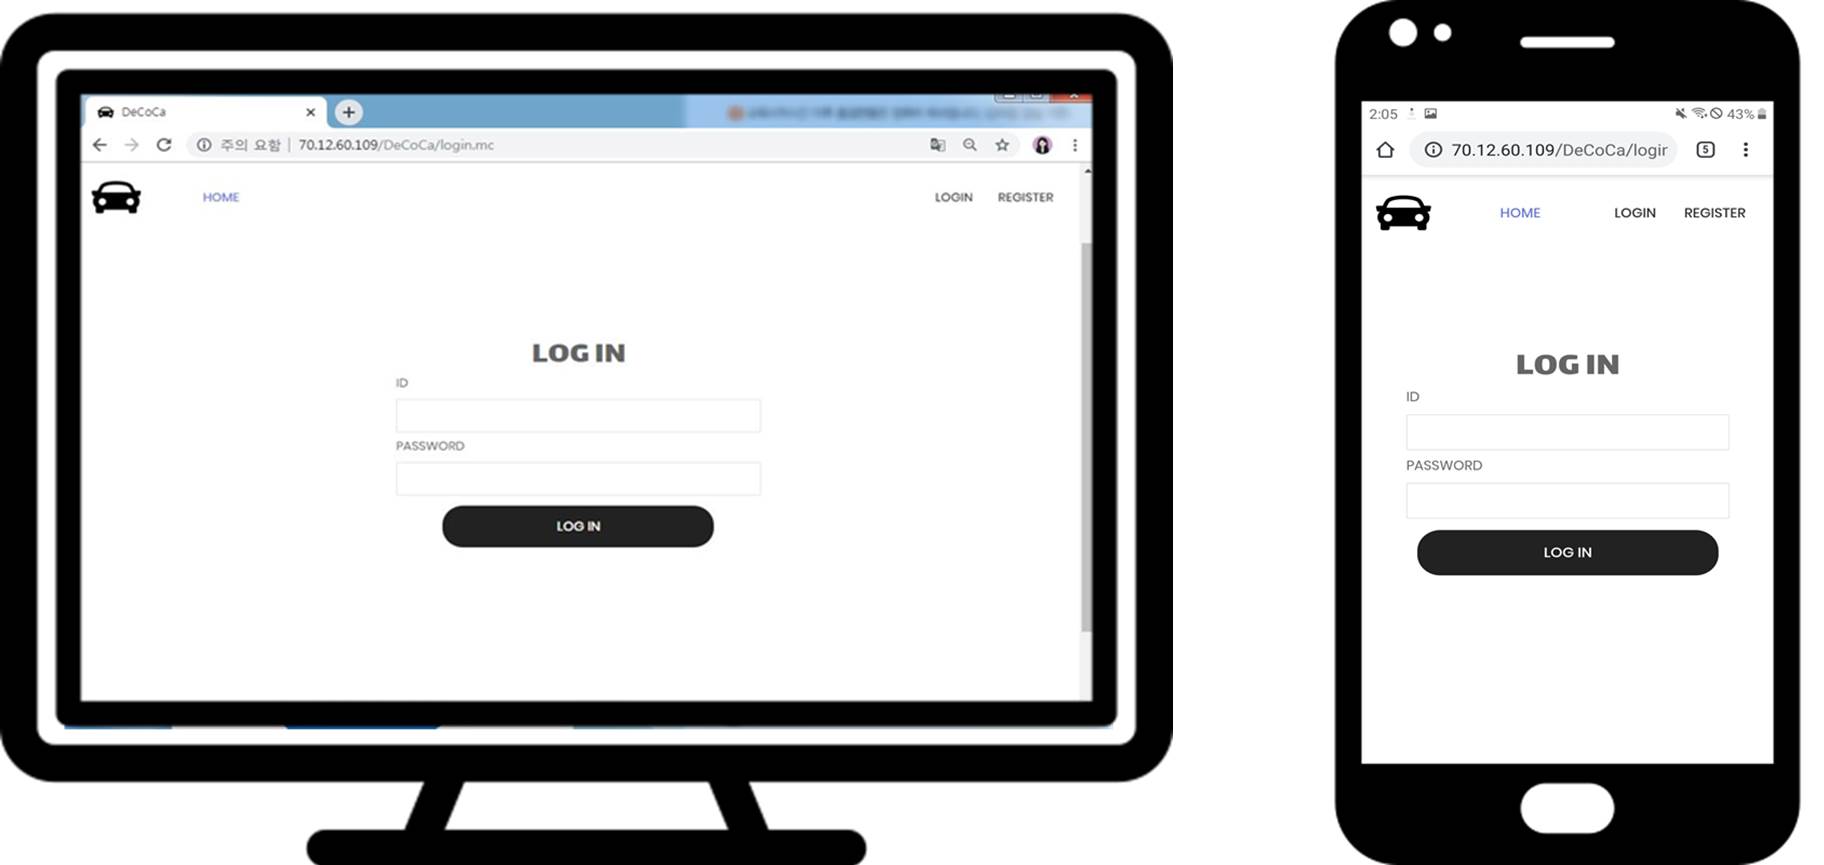 DeCoCa
주의 요함 | 70.12.60.109/DeCoCa/login.mc
HOME
LOGIN REGISTER
LOG IN
ID
PASSWORD
LOG IN
2:05
43%
70.12.60.109/DeCoCa/login
5
HOME
LOGIN REGISTER
LOG IN
ID
PASSWORD
LOG IN